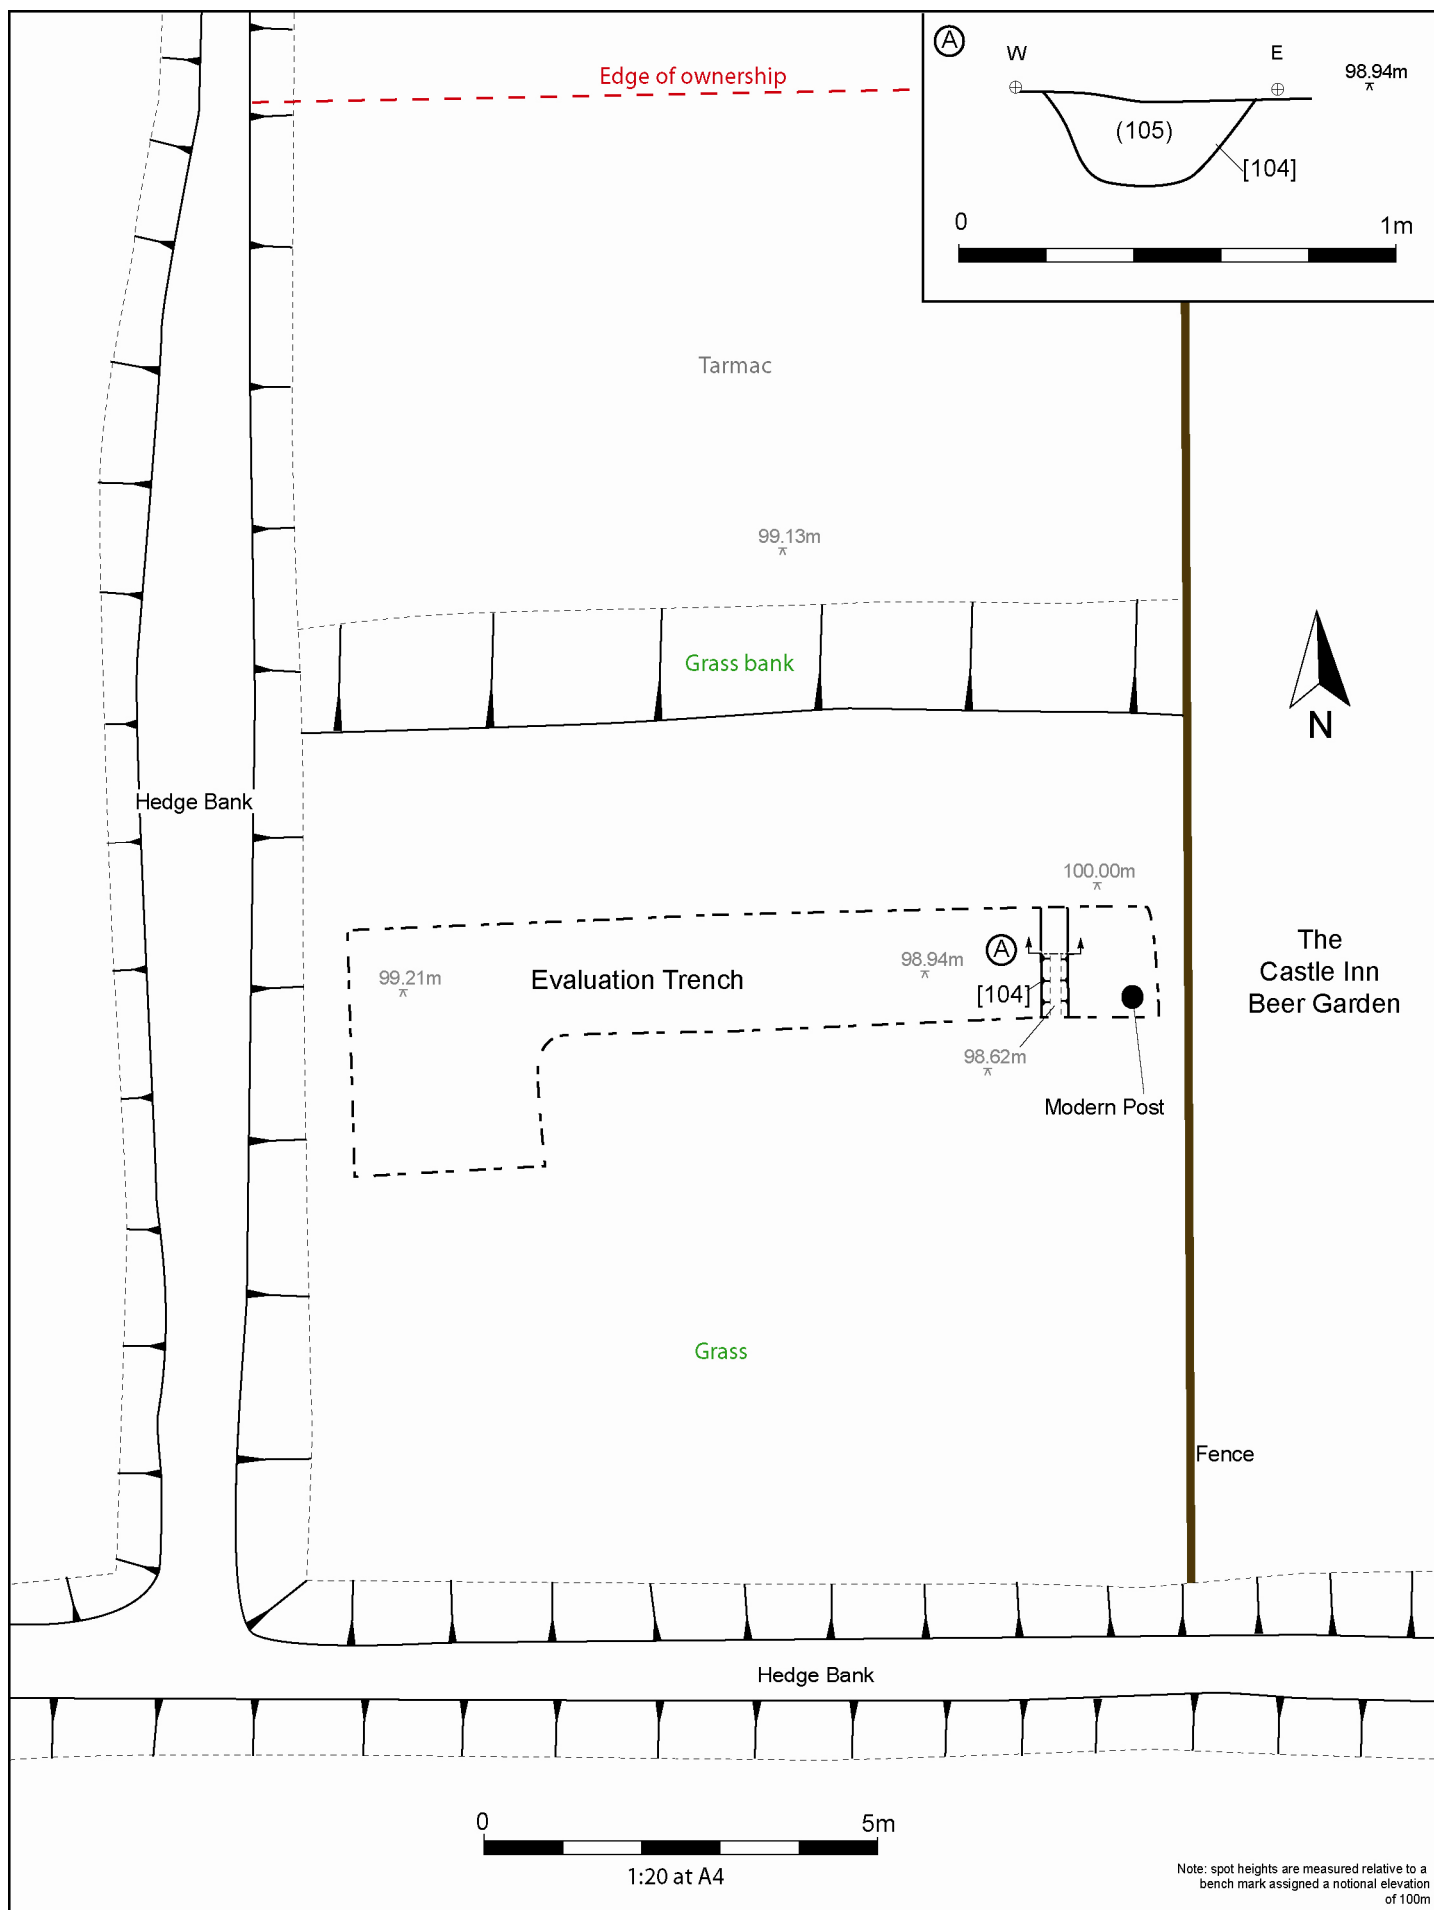 A
W
E
98.94m
(105)
[104]
0
1m
Edge of ownership
Tarmac
99.13m
Grass bank
N
Hedge Bank
100.00m
A
98.94m
99.21m
Evaluation Trench
[104]
The
Castle Inn
Beer Garden
98.62m
Modern Post
Grass
Fence
Hedge Bank
0
5m
1:20 at A4
Note: spot heights are measured relative to a
bench mark assigned a notional elevation
of 100m